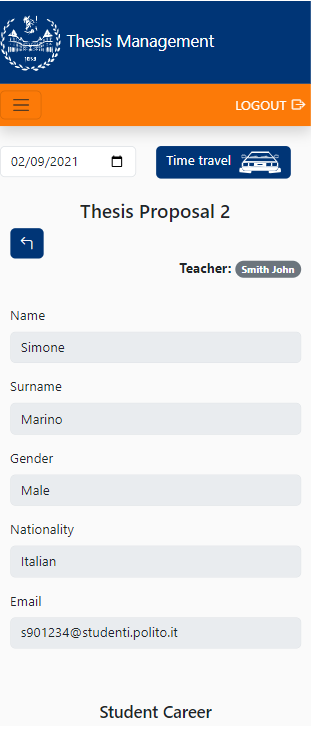 1859
Thesis Management
LOGOUT
02/09/2021
Time travel
Thesis Proposal 2
Teacher: Smith John
Name
Simone
Surname
Marino
Gender
Male
Nationality
Italian
Email
s901234@studenti.polito.it
Student Career